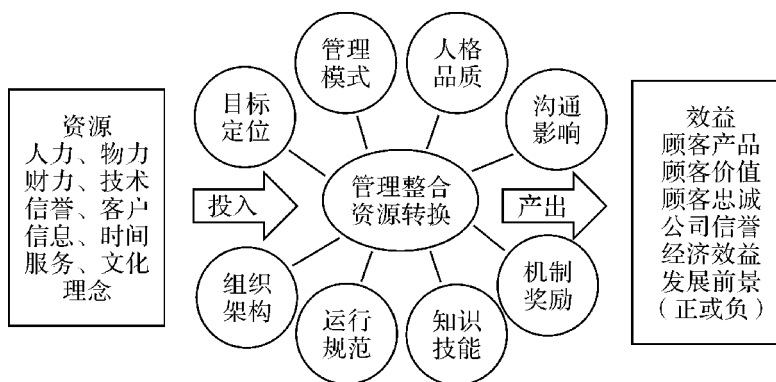 资源
人力、物力
财力、技术
信誉、客户
信息、时间
服务、文化
理念
投入
目标
定位
管理
模式
人格
品质
沟通
影响
管理整合
资源转换
组织
架构
运行
规范
知识
技能
机制
奖励
产出
效益
顾客产品
顾客价值
顾客忠诚
公司信誉
经济效益
发展前景
（正或负）